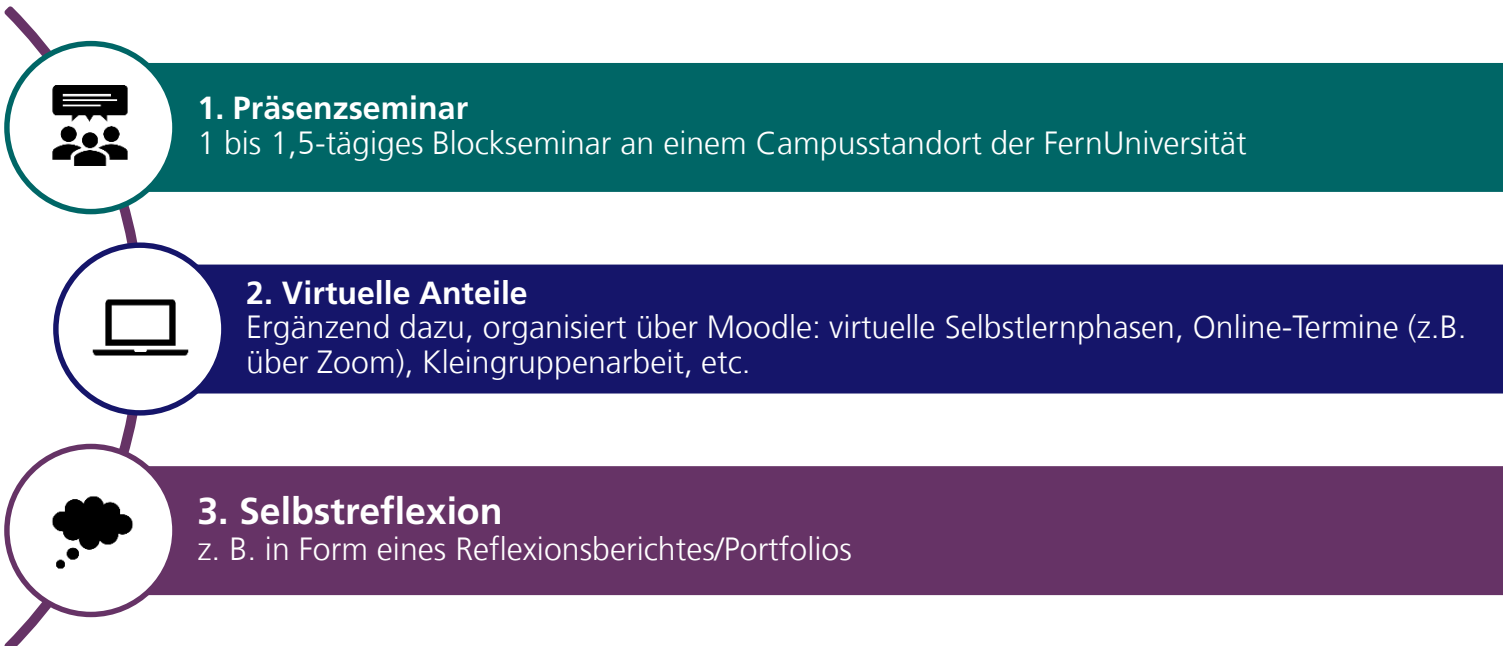 1. Präsenzseminar
1 bis 1,5-tägiges Blockseminar an einem Campusstandort der FernUniversität
2. Virtuelle Anteile
Ergänzend dazu, organisiert über Moodle: virtuelle Selbstlernphasen, Online-Termine (z.B.
über Zoom), Kleingruppenarbeit, etc.
3. Selbstreflexion
z. B. in Form eines Reflexionsberichtes/Portfolios